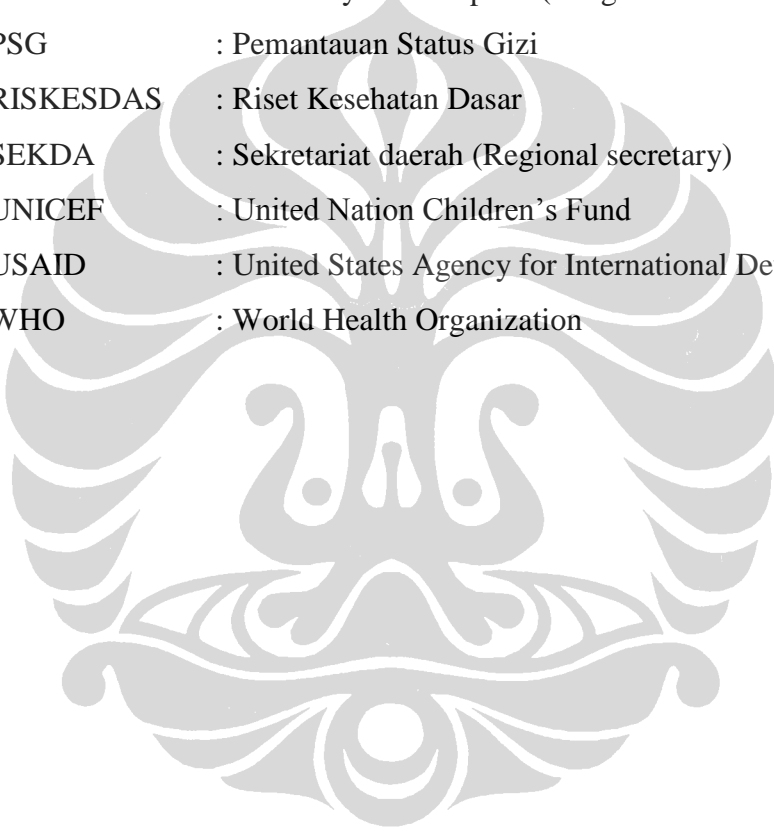 PSG : Pemantauan Status Gizi
RISKESDAS : Riset Kesehatan Dasar
SEKDA : Sekretariat daerah (Regional secretary)
UNICEF : United Nation Children's Fund
USAID : United States Agency for International De
WHO : World Health Organization